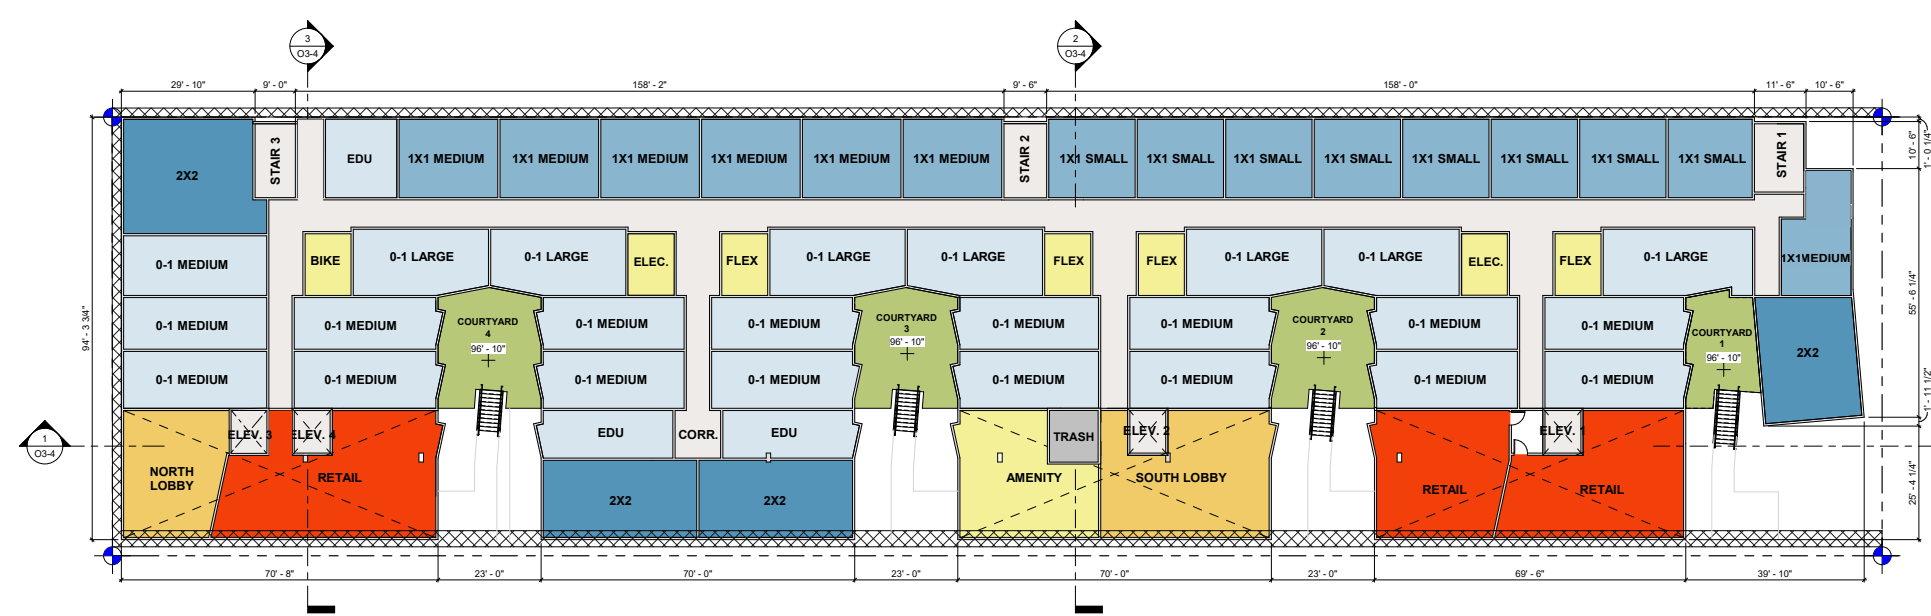 3
O3-4
2
O3-4
29' - 10"
9' - 0"
158' - 2"
9' - 6"
158' - 0"
11' - 6"
10' - 6"
2X2
STAIR 3
EDU
1X1 MEDIUM
1X1 MEDIUM
1X1 MEDIUM
1X1 MEDIUM
1X1 MEDIUM
1X1 MEDIUM
STAIR 2
1X1 SMALL
1X1 SMALL
1X1 SMALL
1X1 SMALL
1X1 SMALL
1X1 SMALL
1X1 SMALL
1X1 SMALL
STAIR 1
10' - 6"
1' - 0 1/4"
0-1 MEDIUM
BIKE
0-1 LARGE
0-1 LARGE
ELEC.
FLEX
0-1 LARGE
0-1 LARGE
FLEX
FLEX
0-1 LARGE
0-1 LARGE
ELEC.
FLEX
0-1 LARGE
1X1MEDIUM
94' - 3 3/4"
55' - 6 1/4"
0-1 MEDIUM
0-1 MEDIUM
COURTYARD
4
96' - 10"
0-1 MEDIUM
0-1 MEDIUM
COURTYARD
3
96' - 10"
0-1 MEDIUM
0-1 MEDIUM
COURTYARD
2
96' - 10"
0-1 MEDIUM
0-1 MEDIUM
COURTYARD
1
96' - 10"
2X2
0-1 MEDIUM
0-1 MEDIUM
0-1 MEDIUM
0-1 MEDIUM
0-1 MEDIUM
0-1 MEDIUM
0-1 MEDIUM
0-1 MEDIUM
1' - 11 1/2"
1
O3-4
ELEV. 3
ELEV. 4
EDU
CORR.
EDU
TRASH
ELEV. 2
ELEV. 1
NORTH
LOBBY
RETAIL
2X2
2X2
AMENITY
SOUTH LOBBY
RETAIL
RETAIL
25' - 4 1/4"
70' - 8"
23' - 0"
70' - 0"
23' - 0"
70' - 0"
23' - 0"
69' - 6"
39' - 10"